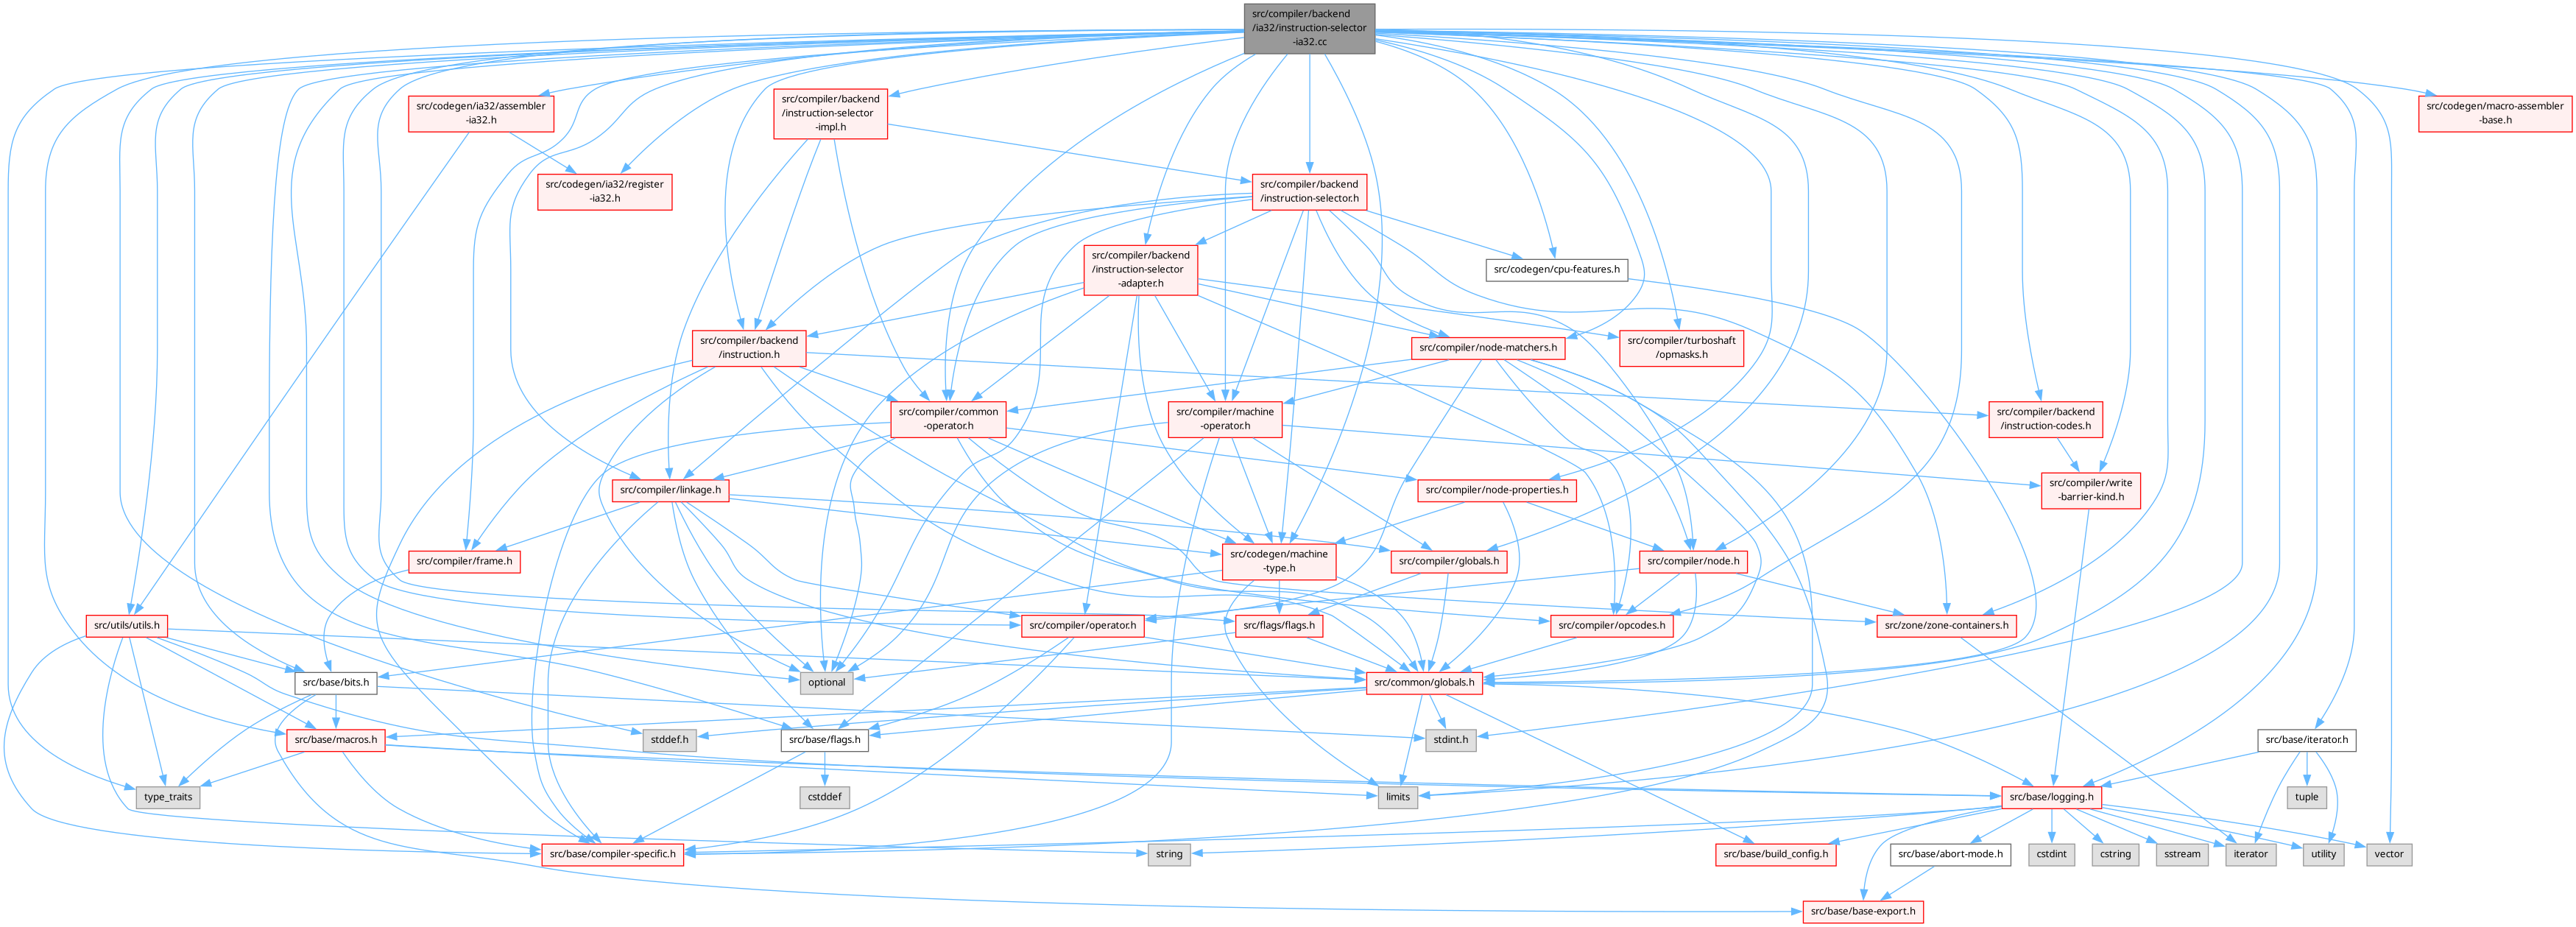 src/compiler/backend
/ia32/instruction-selector
-ia32.cc
src/codegen/ia32/assembler
-ia32.h
src/compiler/backend
/instruction-selector
-impl.h
src/codegen/macro-assembler
-base.h
src/codegen/ia32/register
-ia32.h
src/compiler/backend
/instruction-selector.h
src/compiler/backend
/instruction-selector
-adapter.h
src/codegen/cpu-features.h
src/compiler/backend
/instruction.h
src/compiler/node-matchers.h
src/compiler/turboshaft
/opmasks.h
src/compiler/common
-operator.h
src/compiler/machine
-operator.h
src/compiler/backend
/instruction-codes.h
src/compiler/linkage.h
src/compiler/node-properties.h
src/compiler/write
-barrier-kind.h
src/compiler/frame.h
src/codegen/machine
-type.h
src/compiler/globals.h
src/compiler/node.h
src/utils/utils.h
src/compiler/operator.h
src/flags/flags.h
src/compiler/opcodes.h
src/zone/zone-containers.h
src/base/bits.h
optional
src/common/globals.h
src/base/macros.h
stddef.h
src/base/flags.h
stdint.h
src/base/iterator.h
type_traits
cstddef
limits
src/base/logging.h
tuple
src/base/compiler-specific.h
string
src/base/build_config.h
src/base/abort-mode.h
cstdint
cstring
sstream
iterator
utility
vector
src/base/base-export.h